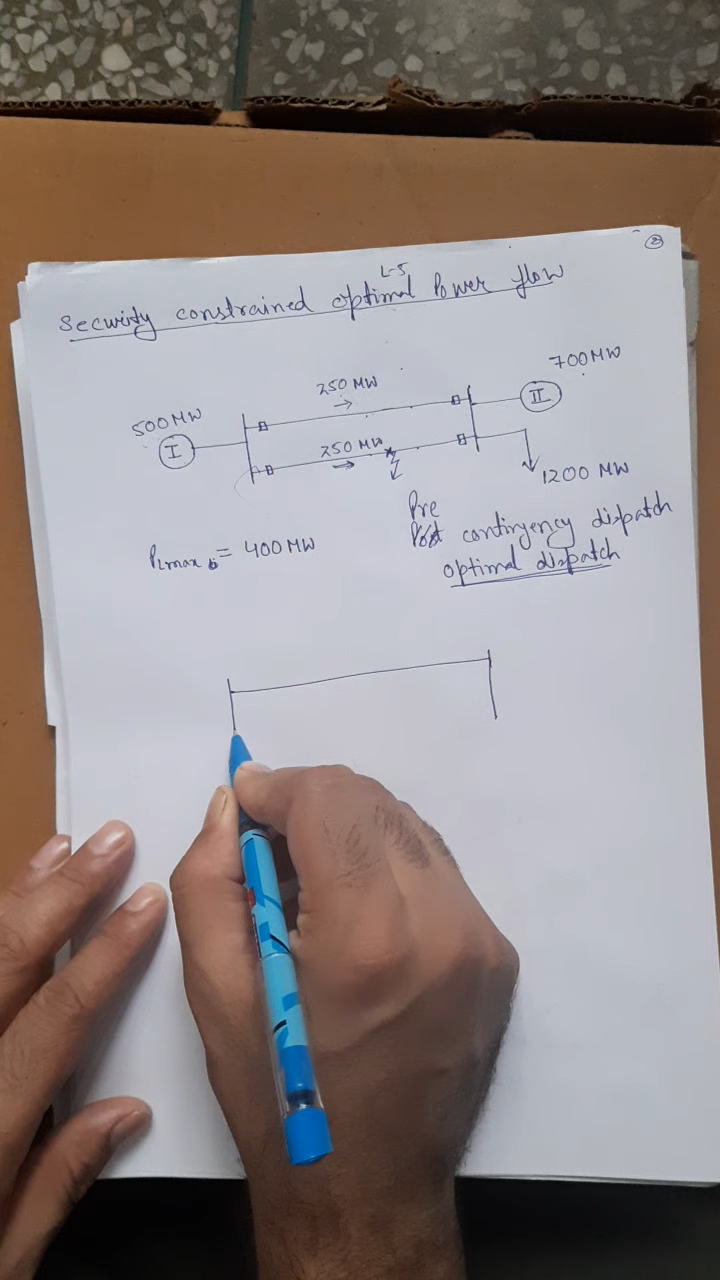 ②
L-5
Security constrained optimal Power flow
700 MW
250 MW
500 MW
II
I
250 MW
1200 MW
Pre
contingency dispatch
PLmax = 400 MW
optimal dispatch